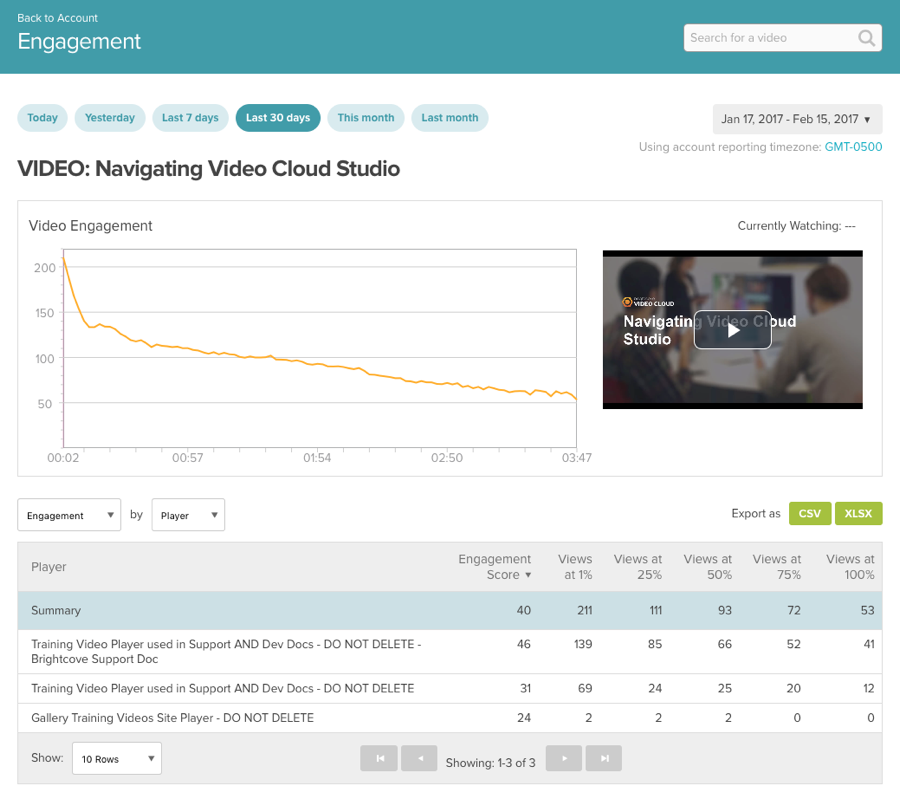 Back to Account
Engagement
Search for a video
Today Yesterday Last 7 days Last 30 days This month Last month
Jan 17, 2017 - Feb 15, 2017 ▼
Using account reporting timezone: GMT-0500
VIDEO: Navigating Video Cloud Studio
Video Engagement
Currently Watching: ---
200
150
100
50
00:02 00:57 01:54 02:50 03:47
VIDEO CLOUD
Navigating Video Cloud
Studio
Engagement ▼ by Player ▼
Export as CSV XLSX
Player
Engagement Score ▼
Views at 1%
Views at 25%
Views at 50%
Views at 75%
Views at 100%
Summary 40 211 111 93 72 53
Training Video Player used in Support AND Dev Docs - DO NOT DELETE - 46 139 85 66 52 41
Brightcove Support Doc
Training Video Player used in Support AND Dev Docs - DO NOT DELETE 31 69 24 25 20 12
Gallery Training Videos Site Player - DO NOT DELETE 24 2 2 2 0 0
Show: 10 Rows ▼
Showing: 1-3 of 3